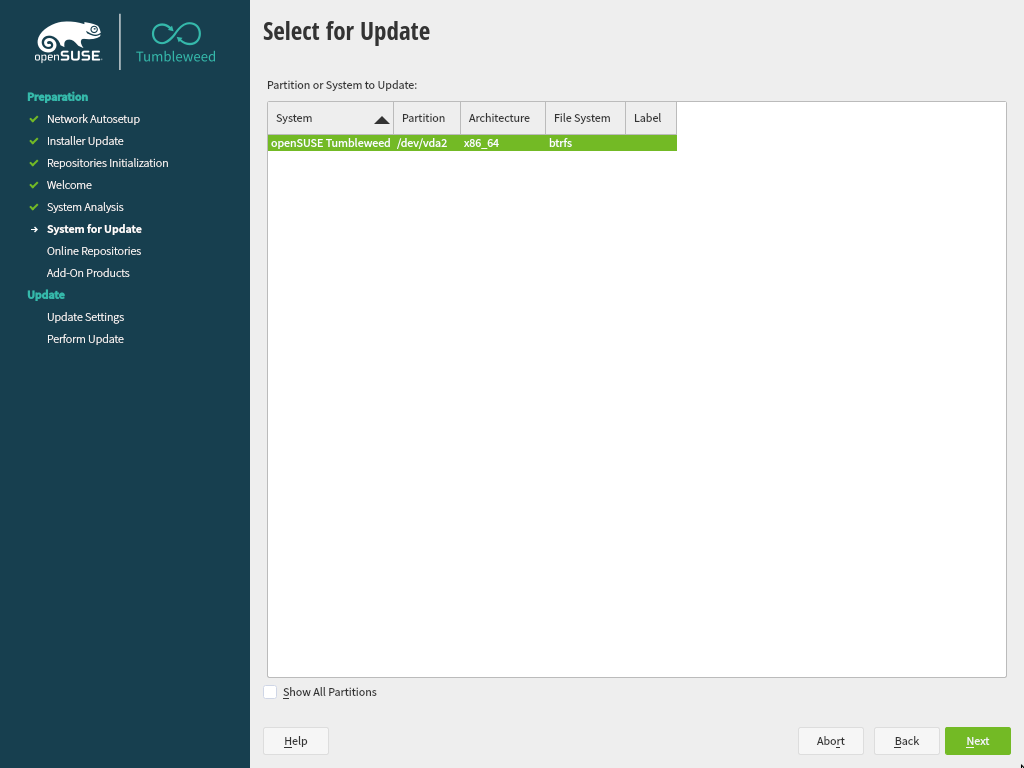 openSUSE
Tumbleweed
Preparation
Network Autosetup
Installer Update
Repositories Initialization
Welcome
System Analysis
System for Update
Online Repositories
Add-On Products
Update
Update Settings
Perform Update
Select for Update
Partition or System to Update:
System Partition Architecture File System Label
openSUSE Tumbleweed /dev/vda2 x86_64 btrfs
Show All Partitions
Help Abort Back Next